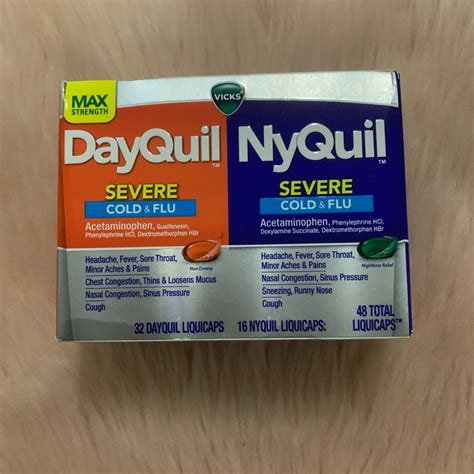 VICKS
MAX
STRENGTH
DayQuil™
SEVERE
COLD & FLU
Acetaminophen, Guaifenesin,
Phenylephrine HCl, Dextromethorphan HBr
Headache, Fever, Sore Throat,
Minor Aches & Pains
Non-Drowsy
Chest Congestion, Thins & Loosens Mucus
Nasal Congestion, Sinus Pressure
Cough
32 DAYQUIL LIQUICAPS
NyQuil™
SEVERE
COLD & FLU
Acetaminophen, Phenylephrine HCl,
Doxylamine Succinate, Dextromethorphan HBr
Headache, Fever, Sore Throat,
Minor Aches & Pains
Nighttime Relief
Nasal Congestion, Sinus Pressure
Sneezing, Runny Nose
Cough
16 NYQUIL LIQUICAPS:
48 TOTAL
LIQUICAPS™